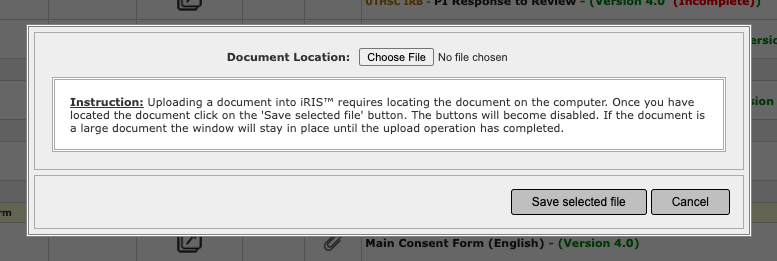 UTHSC IRB - PI Response to Review - (Version 4.0 (Incomplete))
Document Location: Choose File No file chosen
Instruction: Uploading a document into iRIS™ requires locating the document on the computer. Once you have
located the document click on the 'Save selected file' button. The buttons will become disabled. If the document is
a large document the window will stay in place until the upload operation has completed.
Save selected file Cancel
Main Consent Form (English) - (Version 4.0)